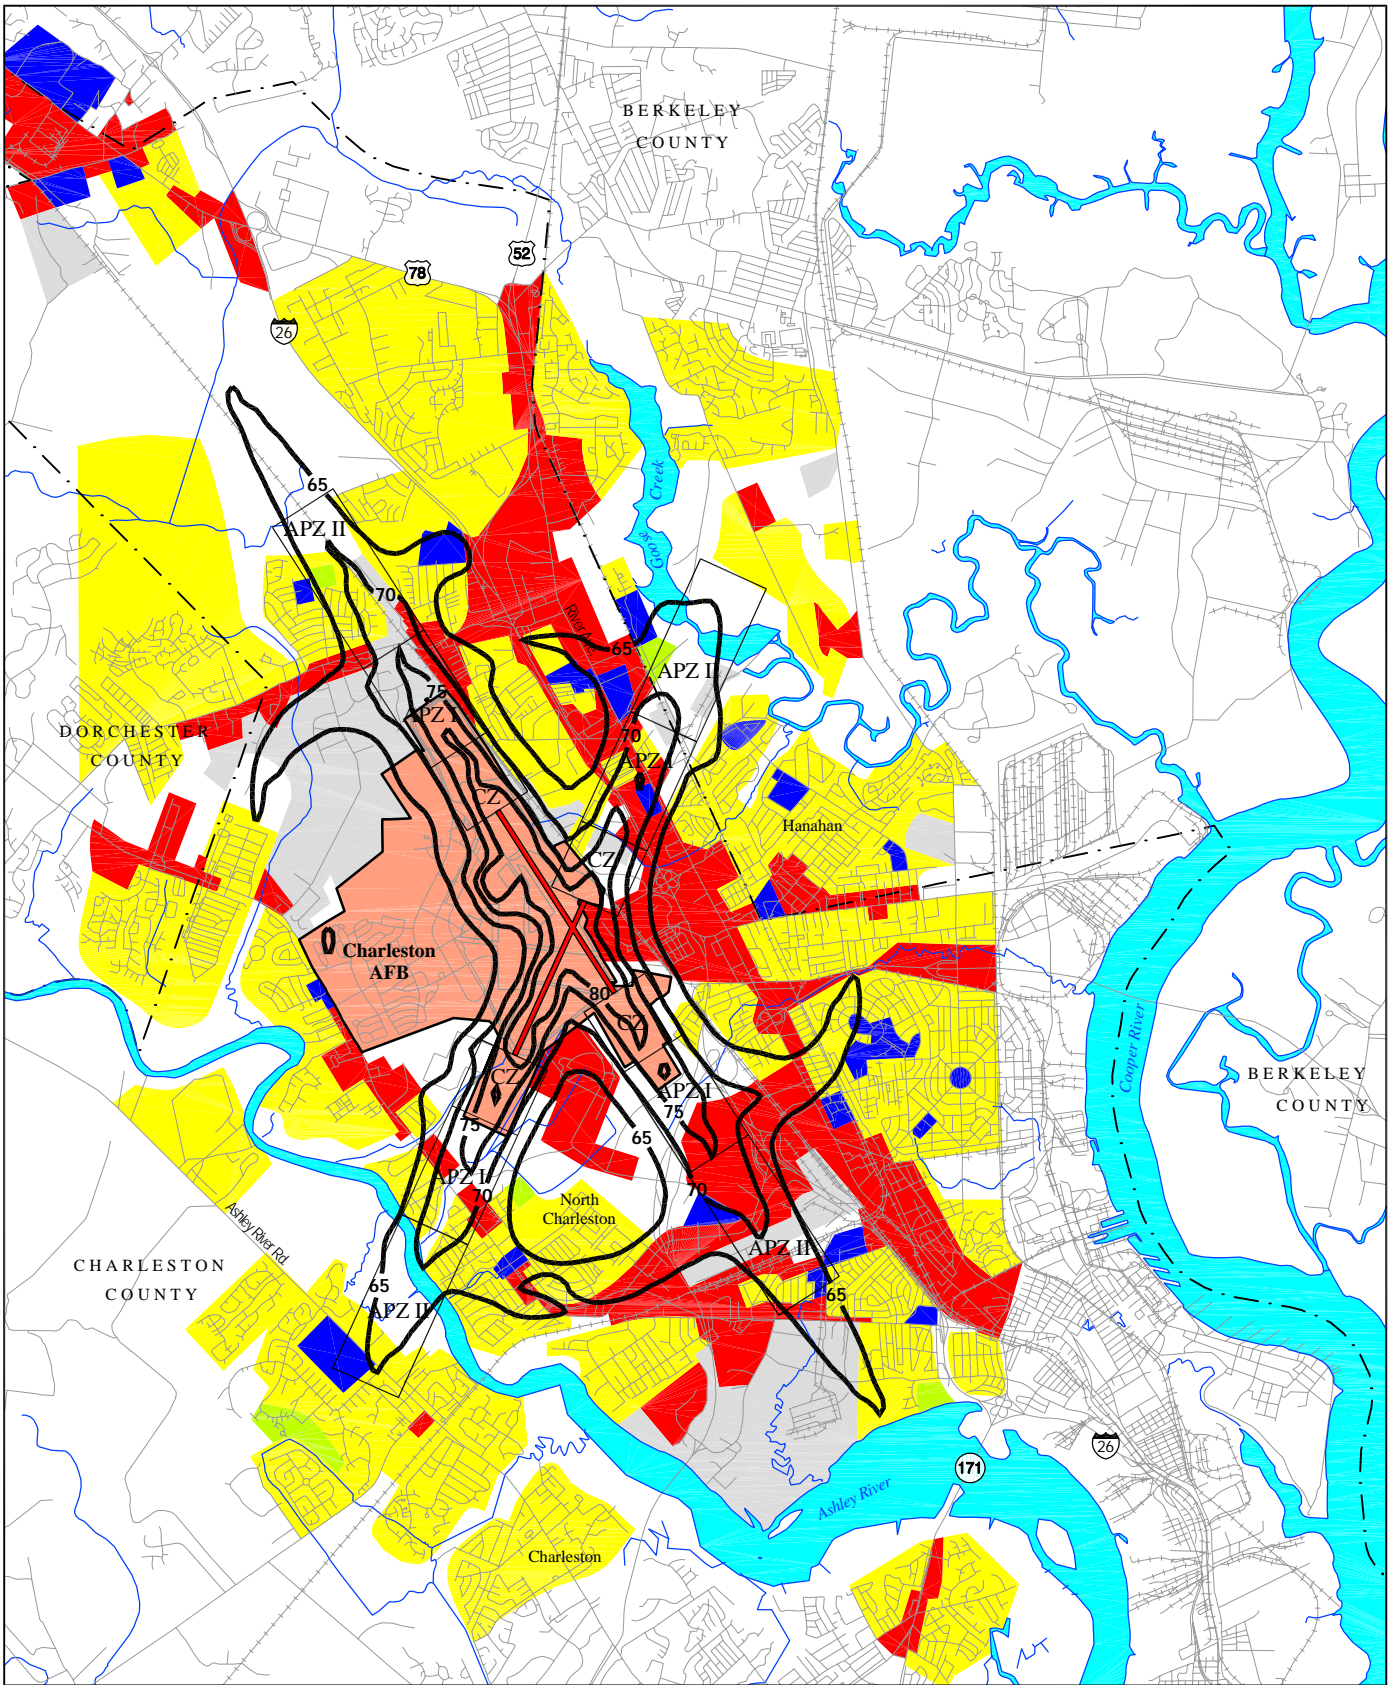 BERKELEY
COUNTY
52
78
26
65
APZ II
Goose Creek
70
River Ave
65
APZ II
75
APZ I
DORCHESTER
COUNTY
70
APZ I
CZ
Hanahan
CZ
Charleston
AFB
80
CZ
Cooper River
CZ
APZ I
75
BERKELEY
COUNTY
75
65
APZ I
70
70
North
Charleston
Ashley River Rd.
APZ II
CHARLESTON
COUNTY
65
65
APZ II
26
171
Ashley River
Charleston